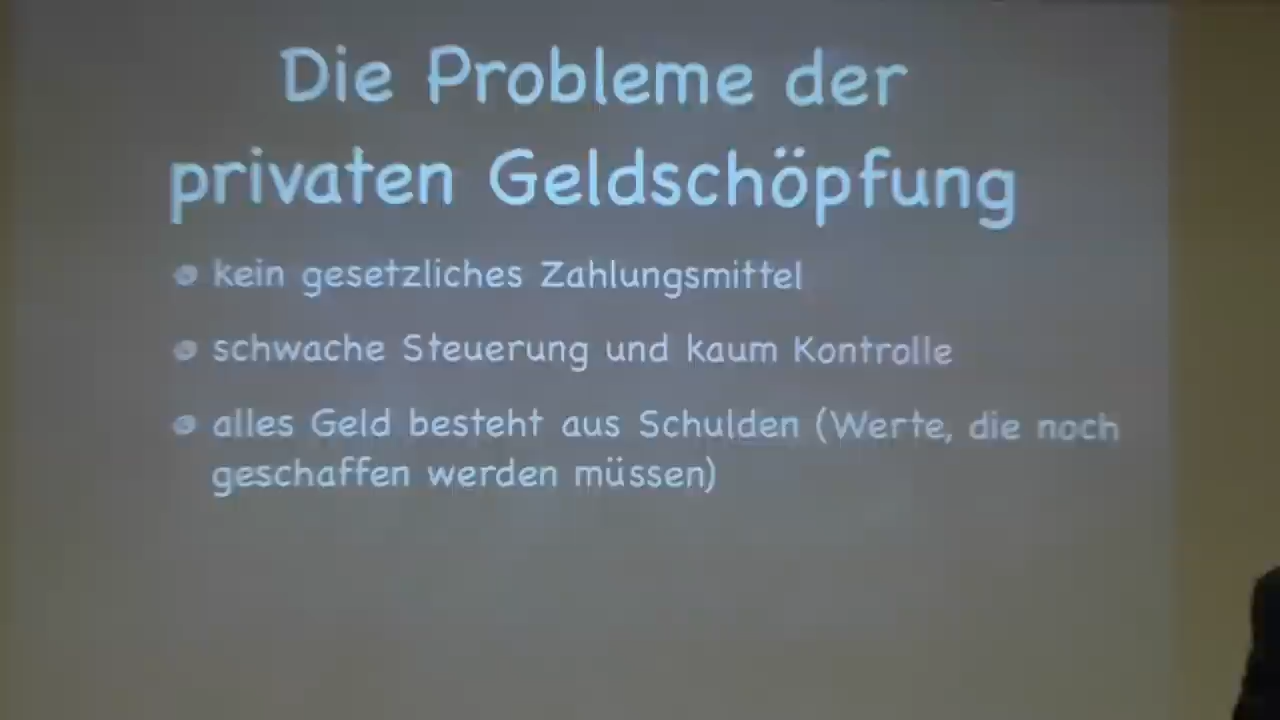 Die Probleme der
privaten Geldschöpfung
kein gesetzliches Zahlungsmittel
schwache Steuerung und kaum Kontrolle
alles Geld besteht aus Schulden (Werte, die noch
geschaffen werden müssen)